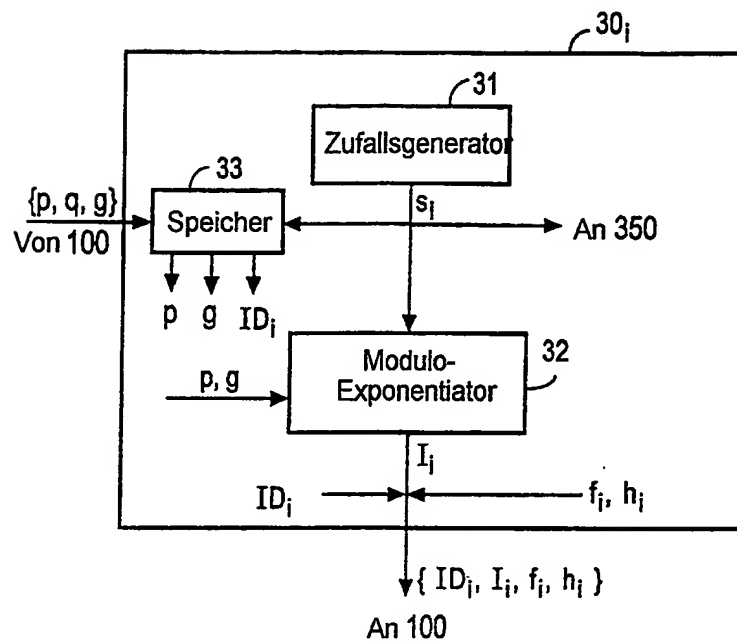 30i
31
Zufallsgenerator
33
{p, q, g}
Speicher
si
Von 100
An 350
p
g
IDi
Modulo-
Exponentiator
32
p, g
Ii
IDi
fi, hi
{ IDi, Ii, fi, hi }
An 100